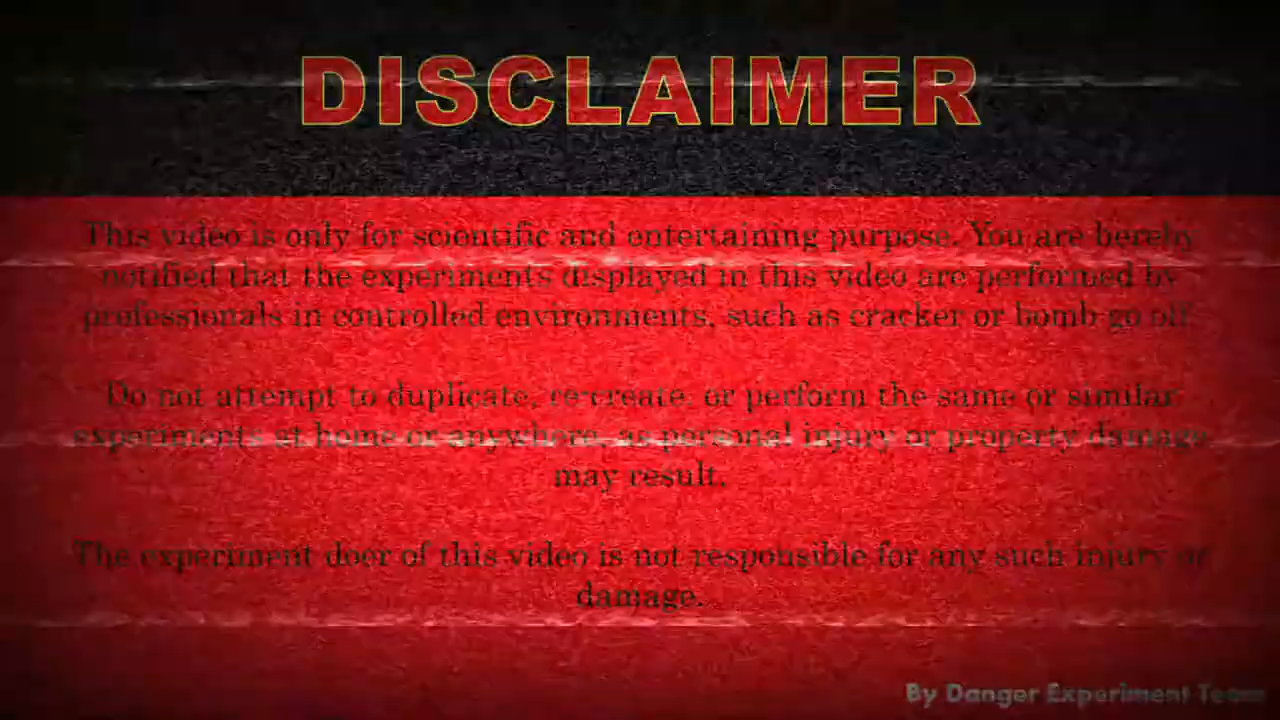 DISCLAIMER
This video is only for scientific and entertaining purpose. You are hereby
notified that the experiments displayed in this video are performed by
professionals in controlled environments, such as cracker or bomb go off
Do not attempt to duplicate, re-create, or perform the same or similar
experiments at home or anywhere, as personal injury or property damage
may result.
The experiment doer of this video is not responsible for any such injury or
damage.
By Danger Experiment Team